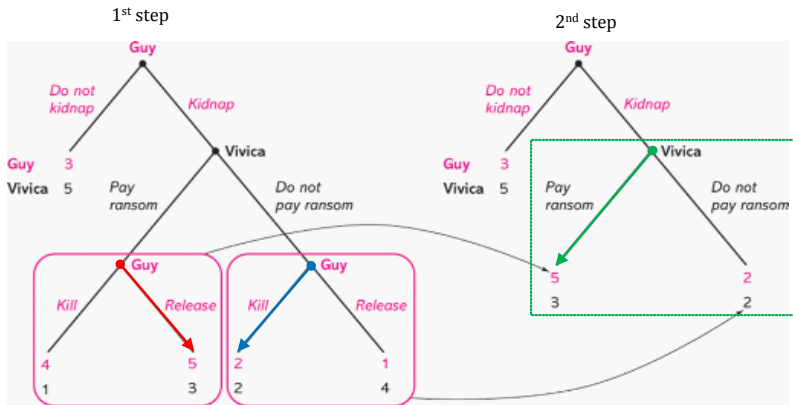 1st step
2nd step
Guy
Do not
kidnap
Kidnap
Vivica
Guy 3
Vivica 5
Pay
ransom
Do not
pay ransom
Guy
Guy
Kill
Release
Kill
Release
4
1
5
3
2
2
1
4
Guy
Do not
kidnap
Kidnap
Vivica
Guy 3
Vivica 5
Pay
ransom
Do not
pay ransom
5
3
2
2